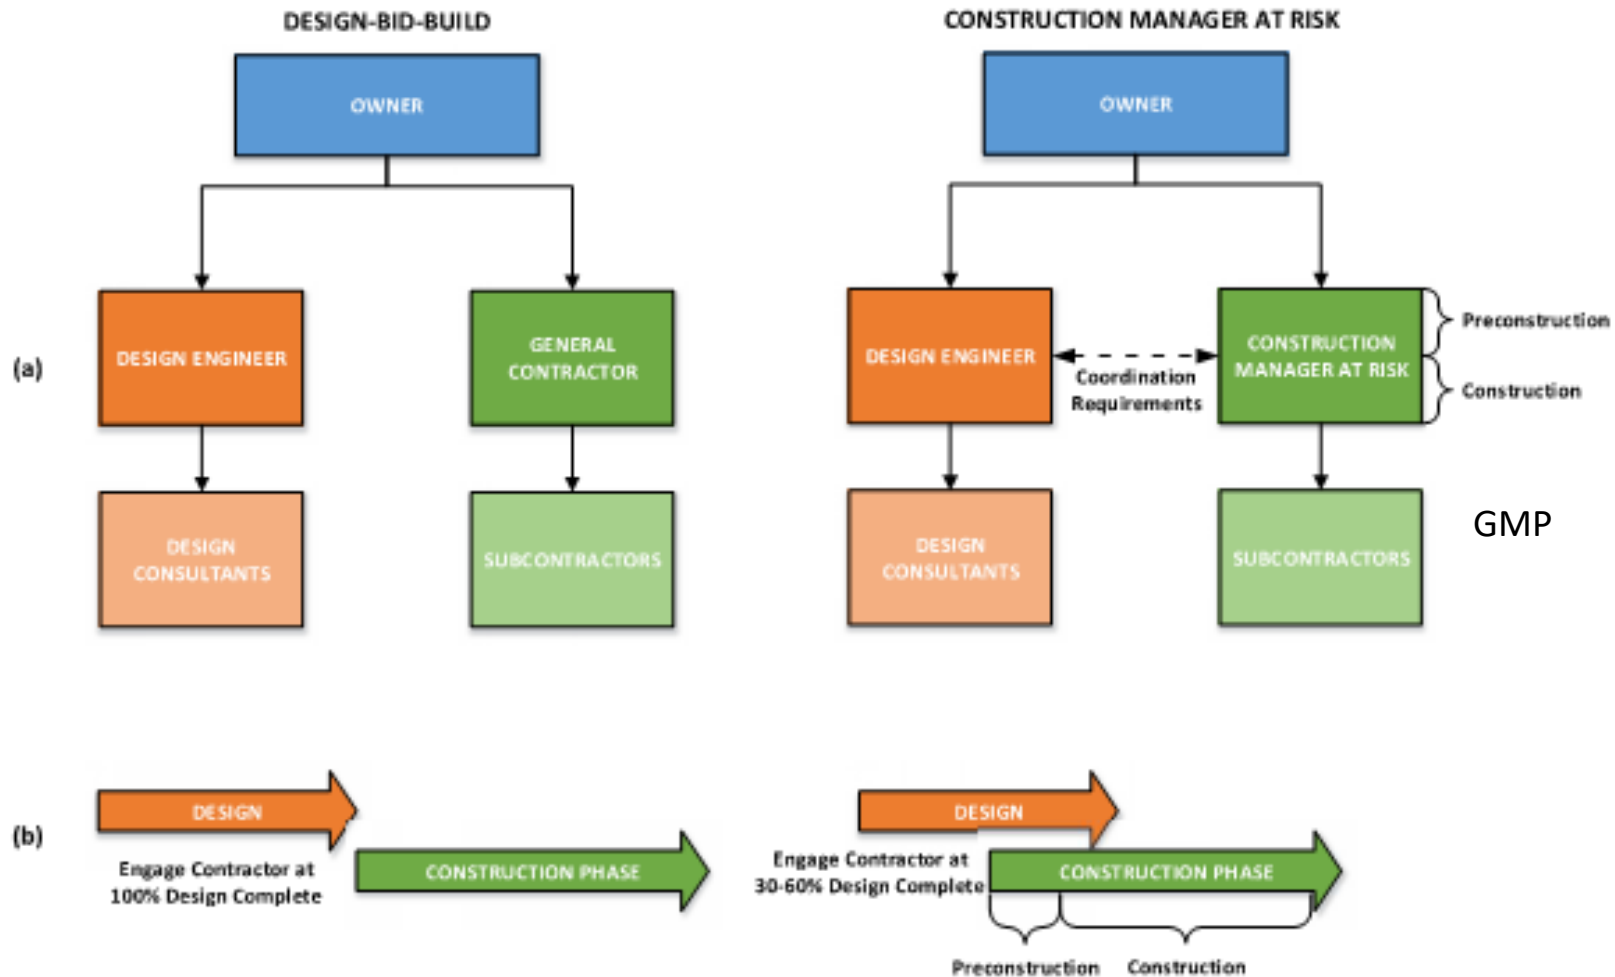 DESIGN-BID-BUILD
OWNER
DESIGN ENGINEER
GENERAL
CONTRACTOR
DESIGN
CONSULTANTS
SUBCONTRACTORS
CONSTRUCTION MANAGER AT RISK
OWNER
DESIGN ENGINEER
Coordination
Requirements
CONSTRUCTION
MANAGER AT RISK
Preconstruction
Construction
DESIGN
CONSULTANTS
SUBCONTRACTORS
GMP
(a)
(b)
DESIGN
Engage Contractor at
100% Design Complete
CONSTRUCTION PHASE
DESIGN
Engage Contractor at
30-60% Design Complete
CONSTRUCTION PHASE
Preconstruction
Construction